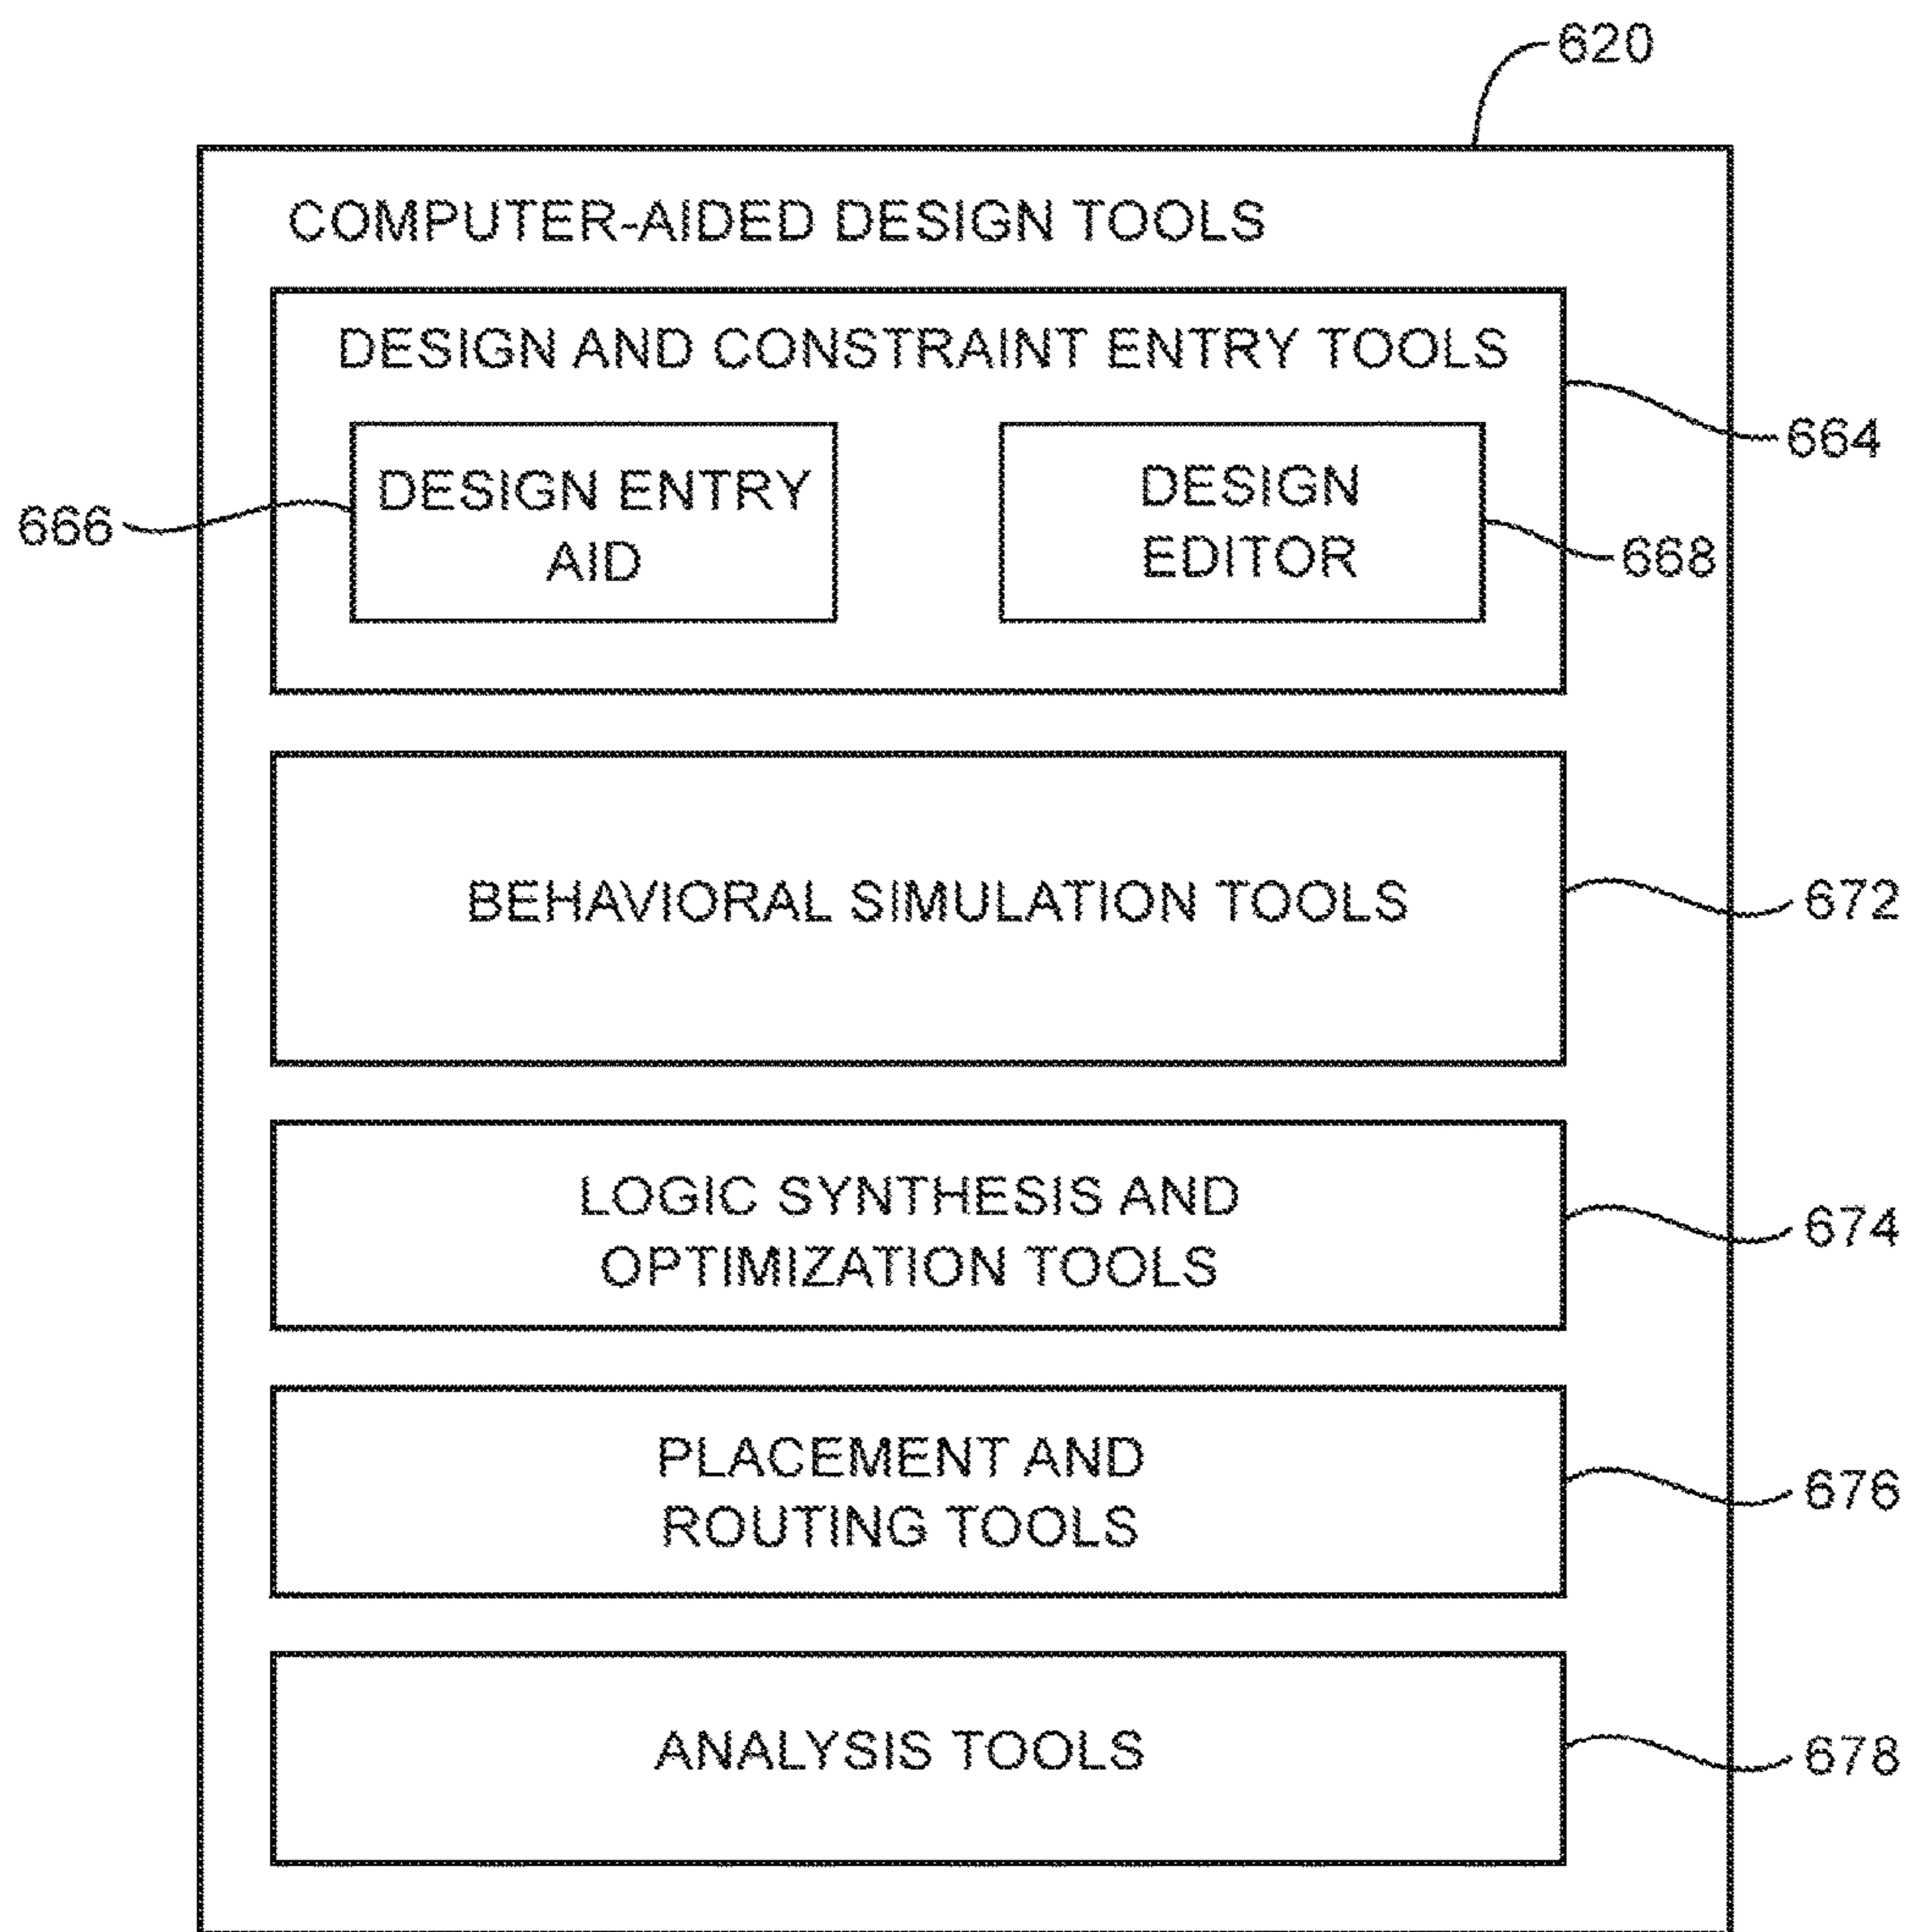 620
COMPUTER-AIDED DESIGN TOOLS
DESIGN AND CONSTRAINT ENTRY TOOLS
664
DESIGN ENTRY
AID
666
DESIGN
EDITOR
668
BEHAVIORAL SIMULATION TOOLS
672
LOGIC SYNTHESIS AND
OPTIMIZATION TOOLS
674
PLACEMENT AND
ROUTING TOOLS
676
ANALYSIS TOOLS
678